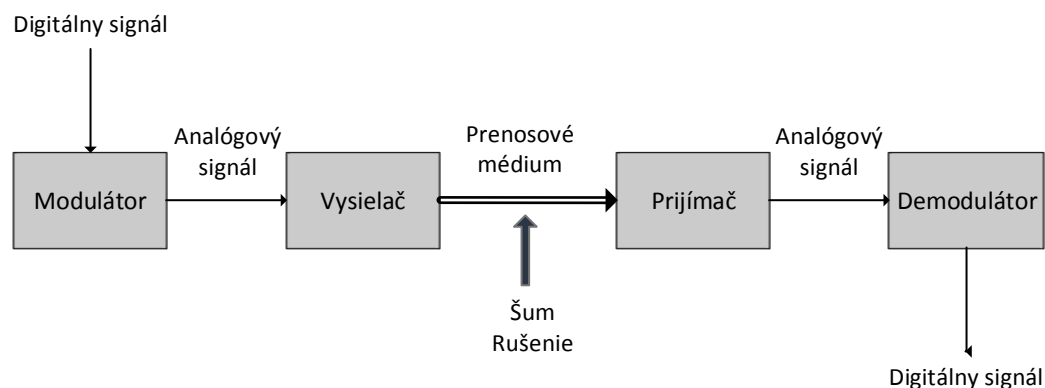 Digitálny signál
Modulátor
Analógový
signál
Vysielač
Prenosové
médium
Šum
Rušenie
Prijímač
Analógový
signál
Demodulátor
Digitálny signál